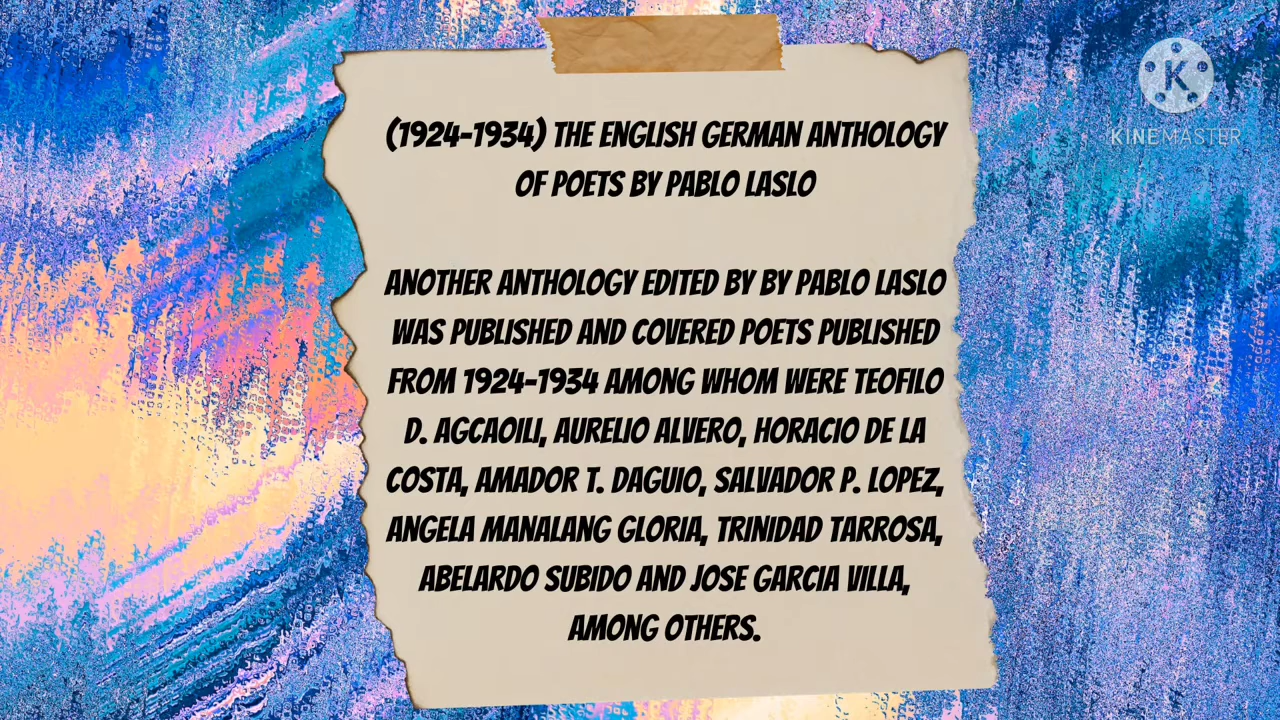 (1924-1934) THE ENGLISH GERMAN ANTHOLOGY
OF POETS BY PABLO LASLO
ANOTHER ANTHOLOGY EDITED BY BY PABLO LASLO
WAS PUBLISHED AND COVERED POETS PUBLISHED
FROM 1924-1934 AMONG WHOM WERE TEOFILO
D. AGCAOILI, AURELIO ALVERO, HORACIO DE LA
COSTA, AMADOR T. DAGUIO, SALVADOR P. LOPEZ,
ANGELA MANALANG GLORIA, TRINIDAD TARROSA,
ABELARDO SUBIDO AND JOSE GARCIA VILLA,
AMONG OTHERS.
K
KINEMASTER